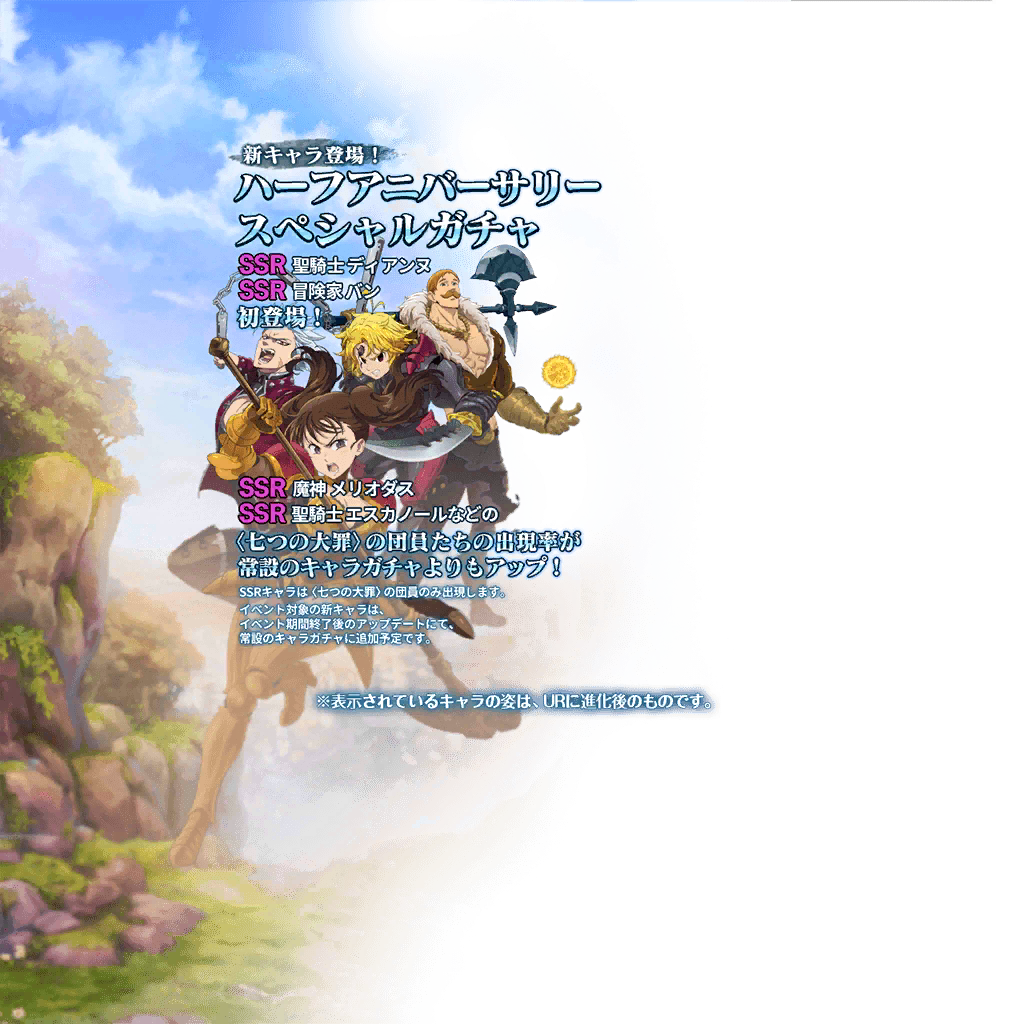 新キャラ登場！
ハーフアニバーサリー
スペシャルガチャ
SSR 聖騎士 ディアンヌ
SSR 冒険家 バン
初登場！
SSR 魔神 メリオダス
SSR 聖騎士 エスカノールなどの
〈七つの大罪〉の団員たちの出現率が
常設のキャラガチャよりもアップ！
SSRキャラは〈七つの大罪〉の団員のみ出現します。
イベント対象の新キャラは、
イベント期間終了後のアップデートにて、
常設のキャラガチャに追加予定です。
※表示されているキャラの姿は、URに進化後のものです。